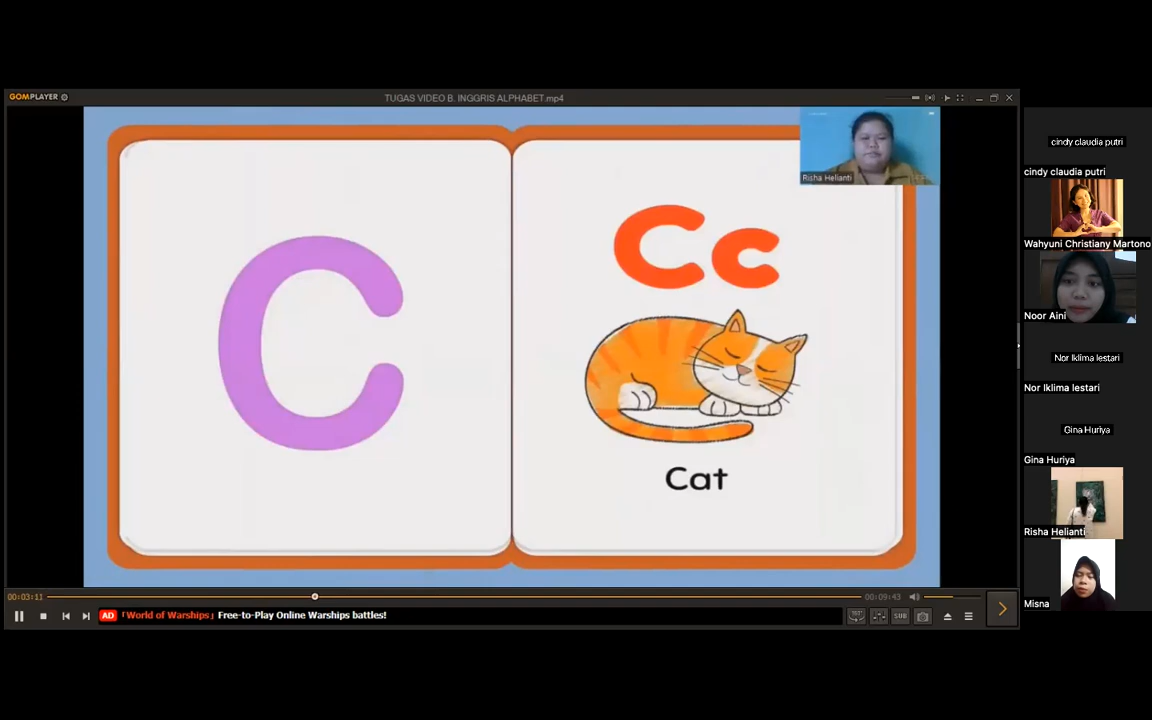 GOMPLAYER
TUGAS VIDEO B. INGGRIS ALPHABET.mp4
C
Cc
Cat
Risha Helianti
00:03:11
00:09:43
AD 「World of Warships」 Free-to-Play Online Warships battles!
SUB
cindy claudia putri
cindy claudia putri
Wahyuni Christiany Martono
Noor Aini
Nor Iklima lestari
Nor Iklima lestari
Gina Huriya
Gina Huriya
Risha Helianti
Misna